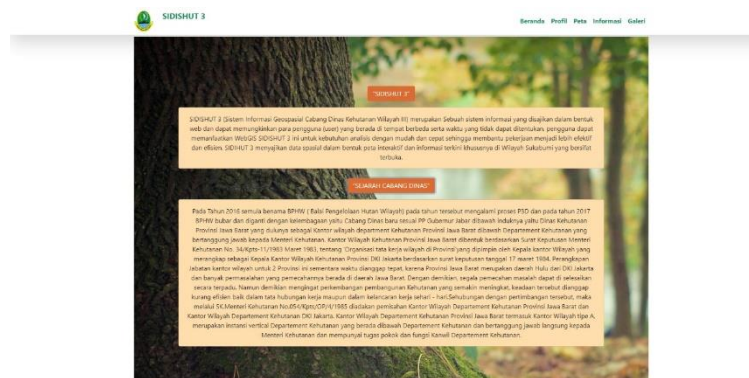 SIDISHUT 3
Beranda Profil Peta Informasi Galeri
"SIDISHUT 3"
SIDISHUT 3 (Sistem Informasi Geospasial Cabang Dinas Kehutanan Wilayah III) merupakan Sebuah sistem informasi yang disajikan dalam bentuk
web dan dapat memungkinkan para pengguna (user) yang berada di tempat berbeda serta waktu yang tidak dapat ditentukan. pengguna dapat
memanfaatkan WebGIS SIDISHUT 3 ini untuk kebutuhan analisis dengan mudah dan cepat sehingga membantu pekerjaan menjadi lebih efektif
dan efisien. SIDIHUT 3 menyajikan data spasial dalam bentuk peta interaktif dan informasi terkini khususnya di Wilayah Sukabumi yang bersifat
terbuka.
"SEJARAH CABANG DINAS"
Pada Tahun 2016 semula bernama BPHW ( Balai Pengelolaan Hutan Wilayah) pada tahun tersebut mengalami proses P3D dan pada tahun 2017
BPHW bubar dan diganti dengan kelembagaan yaitu Cabang Dinas baru sesuai PP Gubernur Jabar dibawah induknya yaitu Dinas Kehutanan
Provinsi Jawa Barat yang dulunya sebagai Kantor wilayah department Kehutanan Provinsi Jawa Barat dibawah Departement Kehutanan yang
bertanggung jawab kepada Menteri Kehutanan. Kantor Wilayah Kehutanan Provinsi Jawa Barat dibentuk berdasarkan Surat Keputusan Menteri
Kehutanan No. 34/Kpts-11/1983 Maret 1983, tentang 'Organisasi tata kerja wilayah di Provinsi'yang dipimpin oleh Kepala kantor Wilayah yang
merangkap sebagai Kepala Kantor Wilayah Kehutanan Provinsi DKI Jakarta berdasarkan surat keputusan tanggal 17 maret 1984. Perangkapan
Jabatan kantor wilayah untuk 2 Provinsi ini sementara waktu dianggap tepat, karena Provinsi Jawa Barat merupakan daerah Hulu dari DKI Jakarta
dan banyak permasalahan yang pemecahannya berada di daerah Jawa Barat. Dengan demikian, segala pemecahan masalah dapat di selesaikan
secara terpadu. Namun demikian mengingat perkembangan pembangunan Kehutanan yang semakin meningkat, keadaan tersebut dianggap
kurang efisien baik dalam tata hubungan kerja maupun dalam kelancaran kerja sehari - hari.Sehubungan dengan pertimbangan tersebut, maka
melalui SK.Menteri Kehutanan No.054/Kpts/OP/4/1985 diadakan pemisahan Kantor Wilayah Departement Kehutanan Provinsi Jawa Barat dan
Kantor Wilayah Departement Kehutanan DKI Jakarta. Kantor Wilayah Departement Kehutanan Provinsi Jawa Barat termasuk Kantor Wilayah tipe A,
merupakan instansi vertical Departement Kehutanan yang berada dibawah Departement Kehutanan dan bertanggung jawab langsung kepada
Menteri Kehutanan dan mempunyai tugas pokok dan fungsi Kanwil Departement Kehutanan.